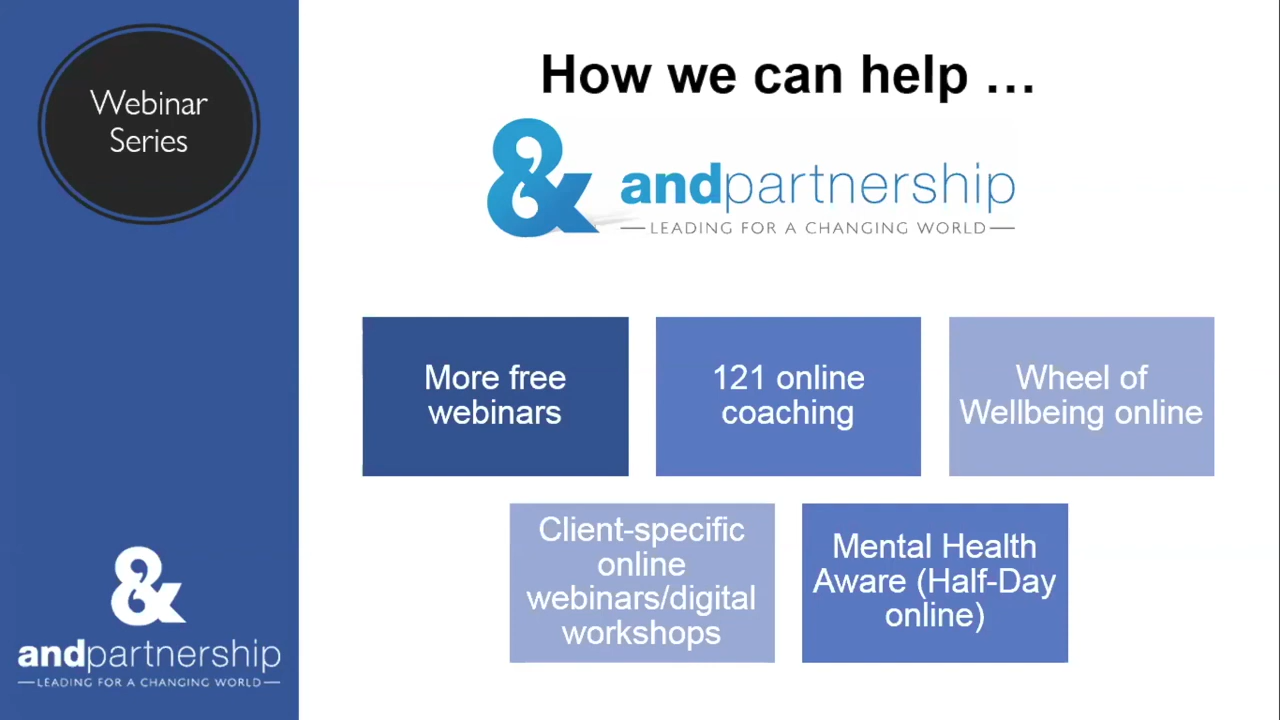 Webinar
Series
How we can help …
&
andpartnership
LEADING FOR A CHANGING WORLD
More free
webinars
121 online
coaching
Wheel of
Wellbeing online
Client-specific
online
webinars/digital
workshops
Mental Health
Aware (Half-Day
online)
&
andpartnership
LEADING FOR A CHANGING WORLD